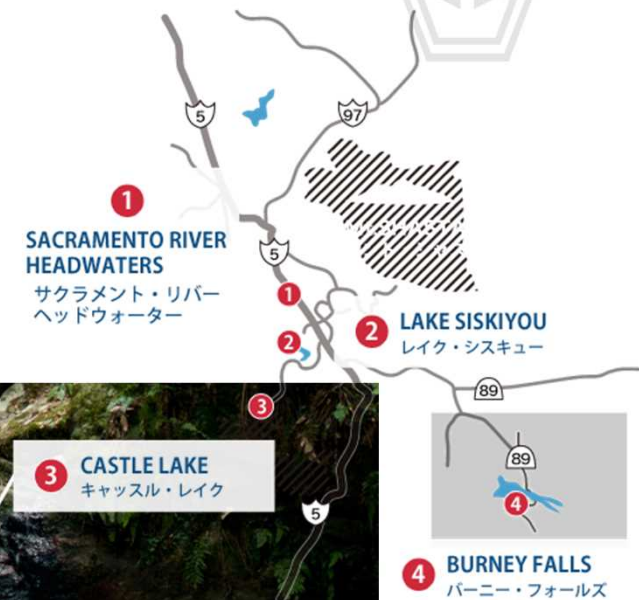 5
97
1
SACRAMENTO RIVER
HEADWATERS
サクラメント・リバー
ヘッドウォーター
5
1
2
2
LAKE SISKIYOU
レイク・シスキュー
3
89
3
CASTLE LAKE
キャッスル・レイク
89
5
4
4
BURNEY FALLS
バーニー・フォールズ